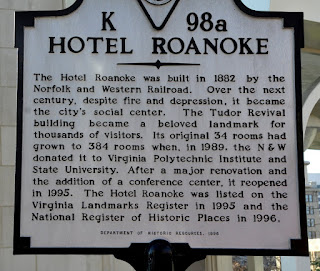 K 98a
HOTEL ROANOKE
The Hotel Roanoke was built in 1882 by the
Norfolk and Western Railroad. Over the next
century, despite fire and depression, it became
the city's social center. The Tudor Revival
building became a beloved landmark for
thousands of visitors. Its original 34 rooms had
grown to 384 rooms when, in 1989, the N & W
donated it to Virginia Polytechnic Institute and
State University. After a major renovation and
the addition of a conference center, it reopened
in 1995. The Hotel Roanoke was listed on the
Virginia Landmarks Register in 1995 and the
National Register of Historic Places in 1996.
DEPARTMENT OF HISTORIC RESOURCES, 1998